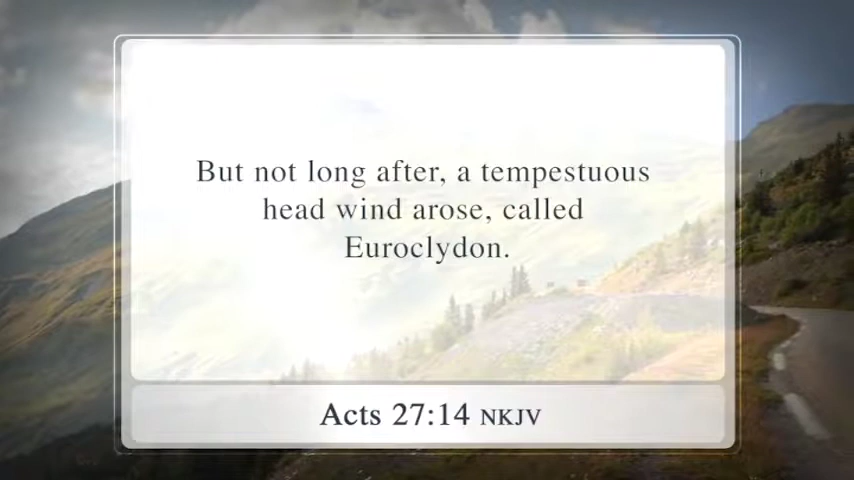 But not long after, a tempestuous
head wind arose, called
Euroclydon.
Acts 27:14 NKJV